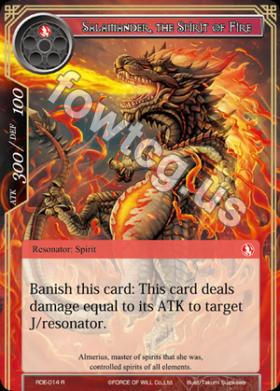 Salamander, the Spirit of Fire
ATK 300 / DEF 100
fowtcg.us
Resonator: Spirit
Banish this card: This card deals
damage equal to its ATK to target
J/resonator.
Almerius, master of spirits that she was,
controlled spirits of all elements.
RDE-014 R
©FORCE OF WILL Co.,Ltd.